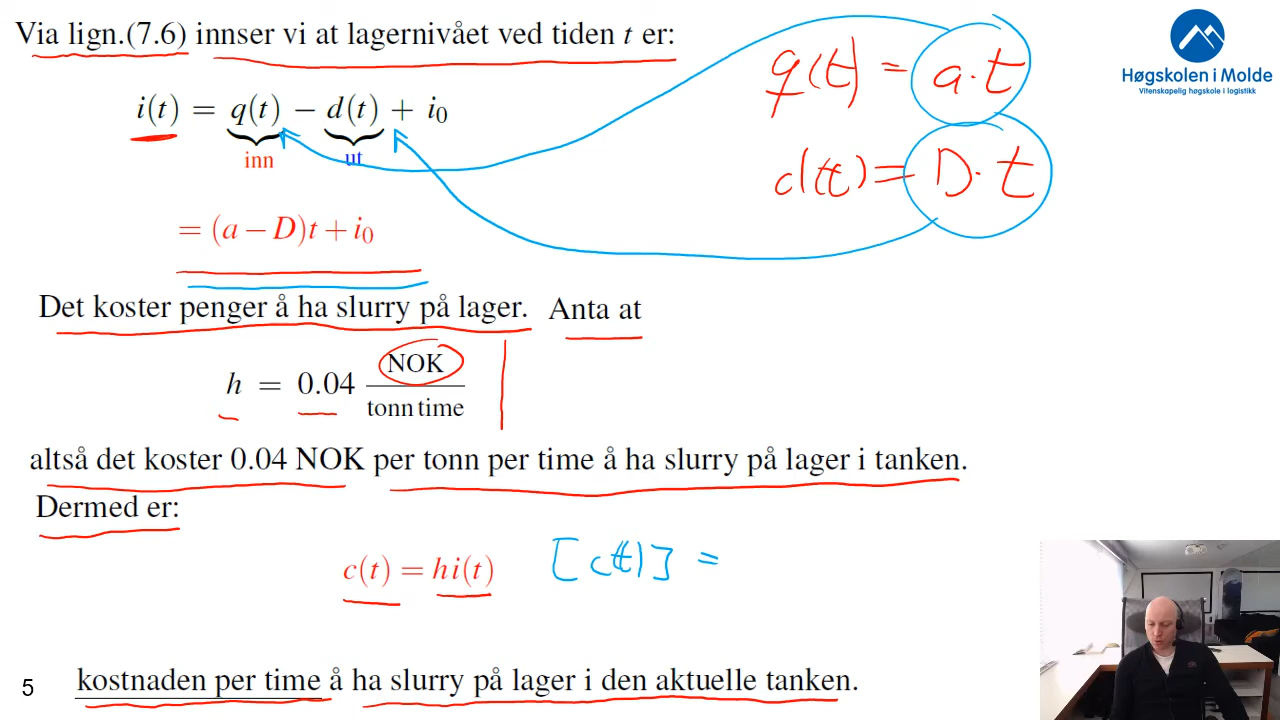 Via lign.(7.6) innser vi at lagernivået ved tiden t er:
q(t) = a·t
Høgskolen i Molde
Vitenskapelig høgskole i logistikk
i(t) = q(t) − d(t) + i₀
inn ut
d(t) = D·t
= (a − D)t + i₀
Det koster penger å ha slurry på lager. Anta at
h = 0.04 NOK
tonn time
altså det koster 0.04 NOK per tonn per time å ha slurry på lager i tanken.
Dermed er:
c(t) = hi(t) [c(t)] =
5 kostnaden per time å ha slurry på lager i den aktuelle tanken.